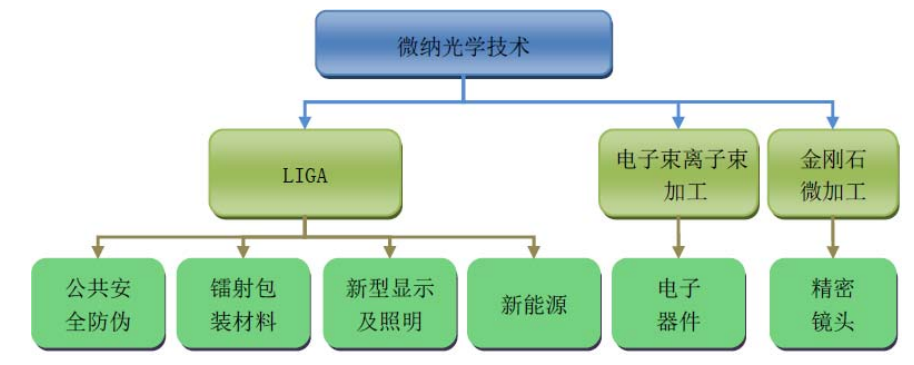 微纳光学技术
LIGA
电子束离子束
加工
金刚石
微加工
公共安
全防伪
镭射包
装材料
新型显示
及照明
新能源
电子
器件
精密
镜头